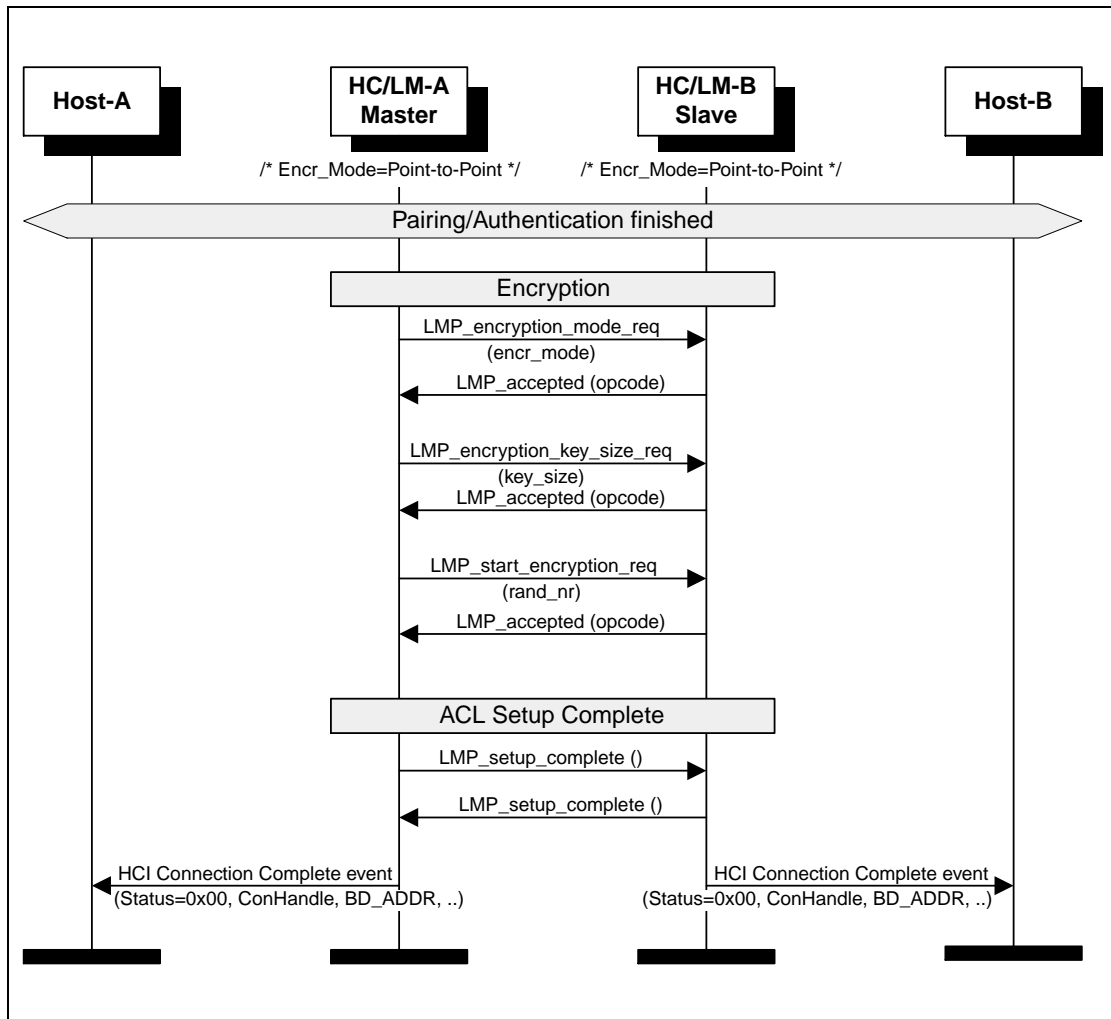 Host-A
HC/LM-A
Master
HC/LM-B
Slave
Host-B
/* Encr_Mode=Point-to-Point */
/* Encr_Mode=Point-to-Point */
Pairing/Authentication finished
Encryption
LMP_encryption_mode_req
(encr_mode)
LMP_accepted (opcode)
LMP_encryption_key_size_req
(key_size)
LMP_accepted (opcode)
LMP_start_encryption_req
(rand_nr)
LMP_accepted (opcode)
ACL Setup Complete
LMP_setup_complete ()
LMP_setup_complete ()
HCI Connection Complete event
(Status=0x00, ConHandle, BD_ADDR, ..)
HCI Connection Complete event
(Status=0x00, ConHandle, BD_ADDR, ..)